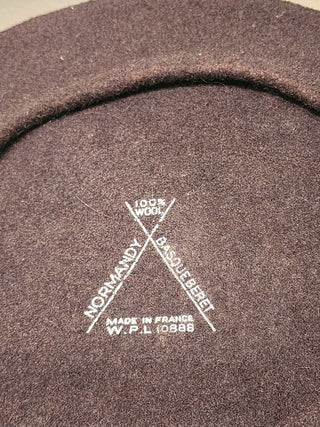 100%
WOOL
NORMANDY
BASQUEBERET
MADE IN FRANCE
W.P.L 10888